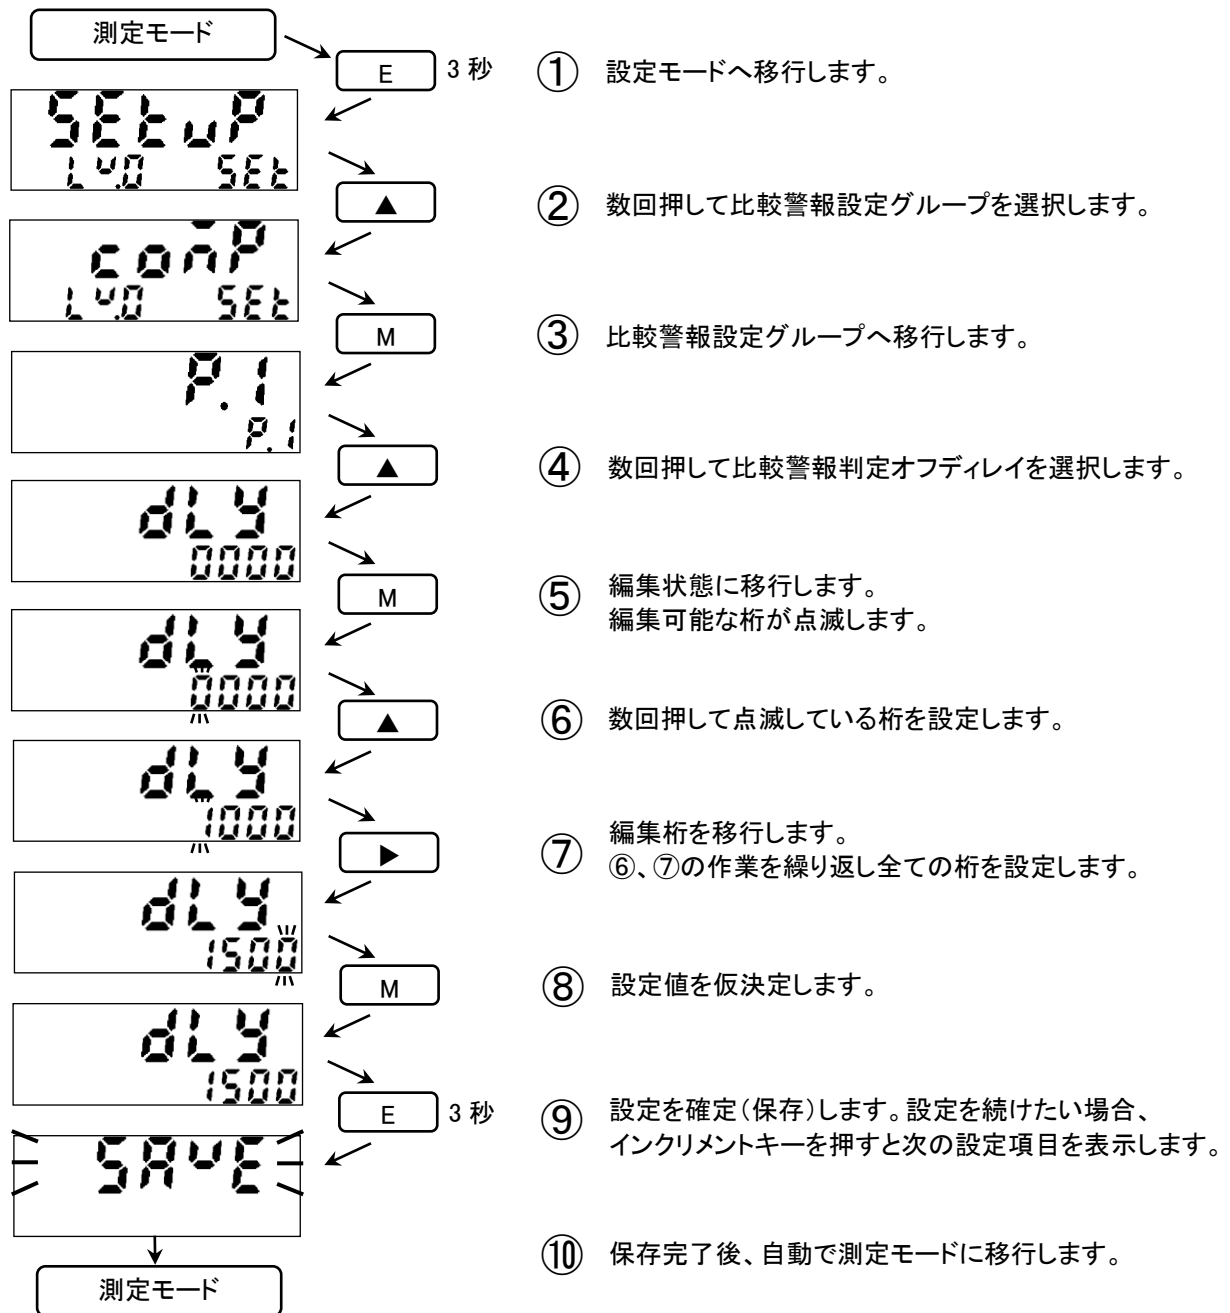 測定モード
E 3 秒 ① 設定モードへ移行します。
SEtuP
Lv.0 SEt
▲ ② 数回押して比較警報設定グループを選択します。
comP
Lv.0 SEt
M ③ 比較警報設定グループへ移行します。
P. 1
P. 1
▲ ④ 数回押して比較警報判定オフディレイを選択します。
dLY
0000
M ⑤ 編集状態に移行します。
編集可能な桁が点滅します。
dLY
0000
▲ ⑥ 数回押して点滅している桁を設定します。
dLY
1000
▶ ⑦ 編集桁を移行します。
⑥、⑦の作業を繰り返し全ての桁を設定します。
dLY
1500
M ⑧ 設定値を仮決定します。
dLY
1500
E 3 秒 ⑨ 設定を確定(保存)します。設定を続けたい場合、
インクリメントキーを押すと次の設定項目を表示します。
SAvE
⑩ 保存完了後、自動で測定モードに移行します。
測定モード